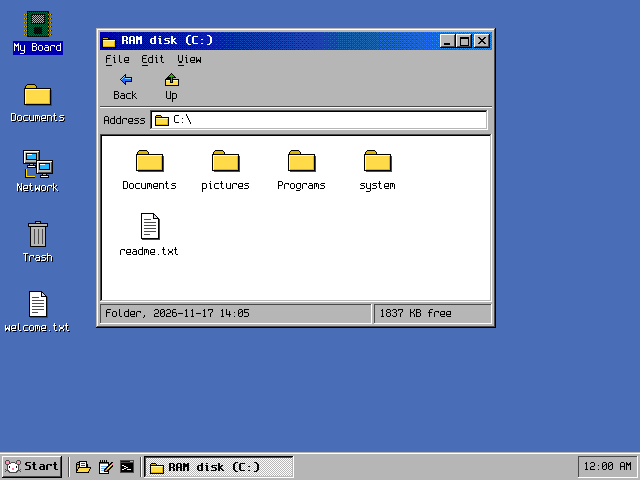 My Board
Documents
Network
Trash
welcome.txt
RAM disk (C:)
File Edit View
Back Up
Address C:\
Documents pictures Programs system
readme.txt
Folder, 2026-11-17 14:05 1837 KB free
Start RAM disk (C:) 12:00 AM